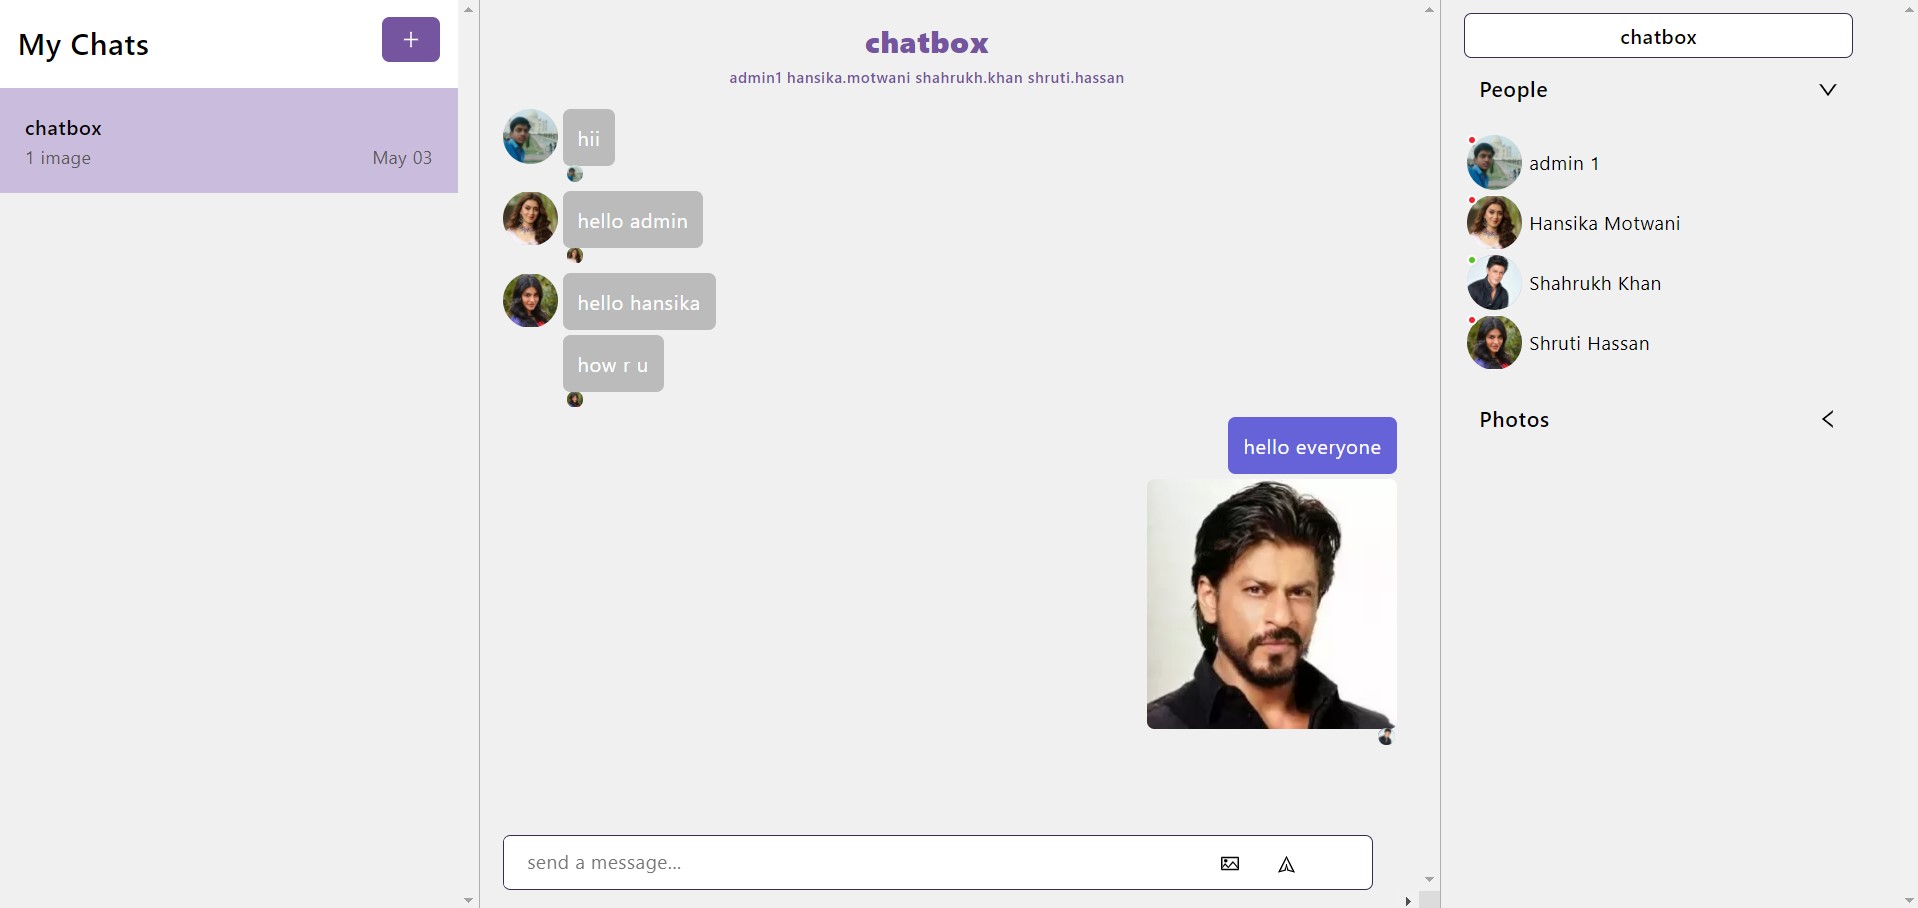 My Chats
+
chatbox
1 image May 03
chatbox
admin1 hansika.motwani shahrukh.khan shruti.hassan
hii
hello admin
hello hansika
how r u
hello everyone
send a message...
chatbox
People
admin 1
Hansika Motwani
Shahrukh Khan
Shruti Hassan
Photos